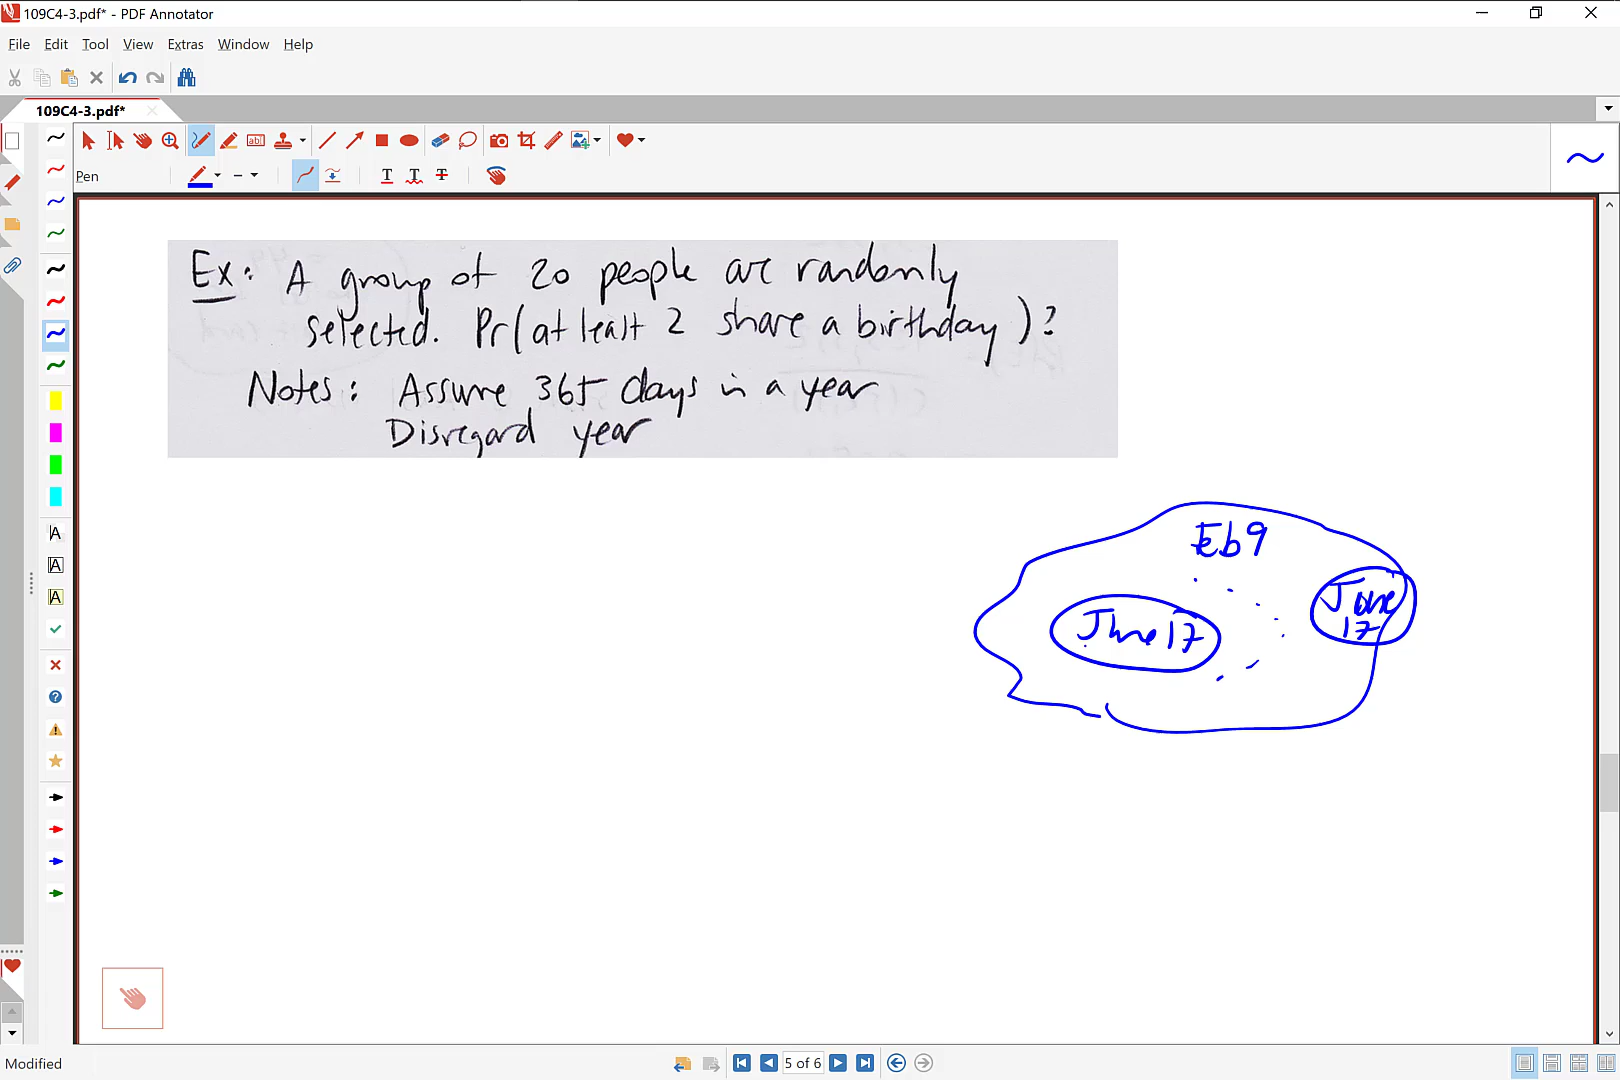 109C4-3.pdf* - PDF Annotator
File Edit Tool View Extras Window Help
109C4-3.pdf*
Pen
Ex: A group of 20 people are randomly
selected. Pr(at least 2 share a birthday)?
Notes: Assume 365 days in a year
Disregard year
Feb 9
June 17
June
17
Modified
5 of 6